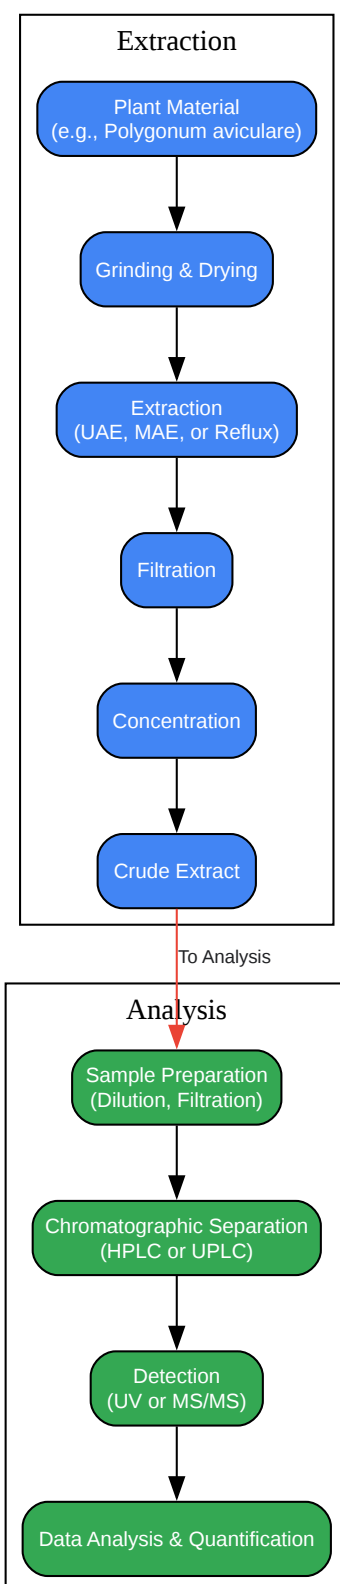 Extraction
Plant Material
(e.g., Polygonum aviculare)
Grinding & Drying
Extraction
(UAE, MAE, or Reflux)
Filtration
Concentration
Crude Extract
To Analysis
Analysis
Sample Preparation
(Dilution, Filtration)
Chromatographic Separation
(HPLC or UPLC)
Detection
(UV or MS/MS)
Data Analysis & Quantification